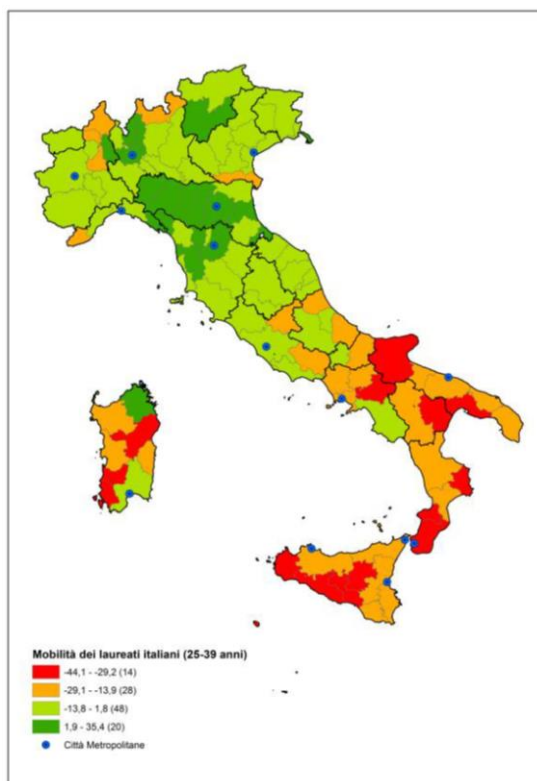 Mobilità dei laureati italiani (25-39 anni)
-44,1 - -29,2 (14)
-29,1 - -13,9 (28)
-13,8 - 1,8 (48)
1,9 - 35,4 (20)
Città Metropolitane